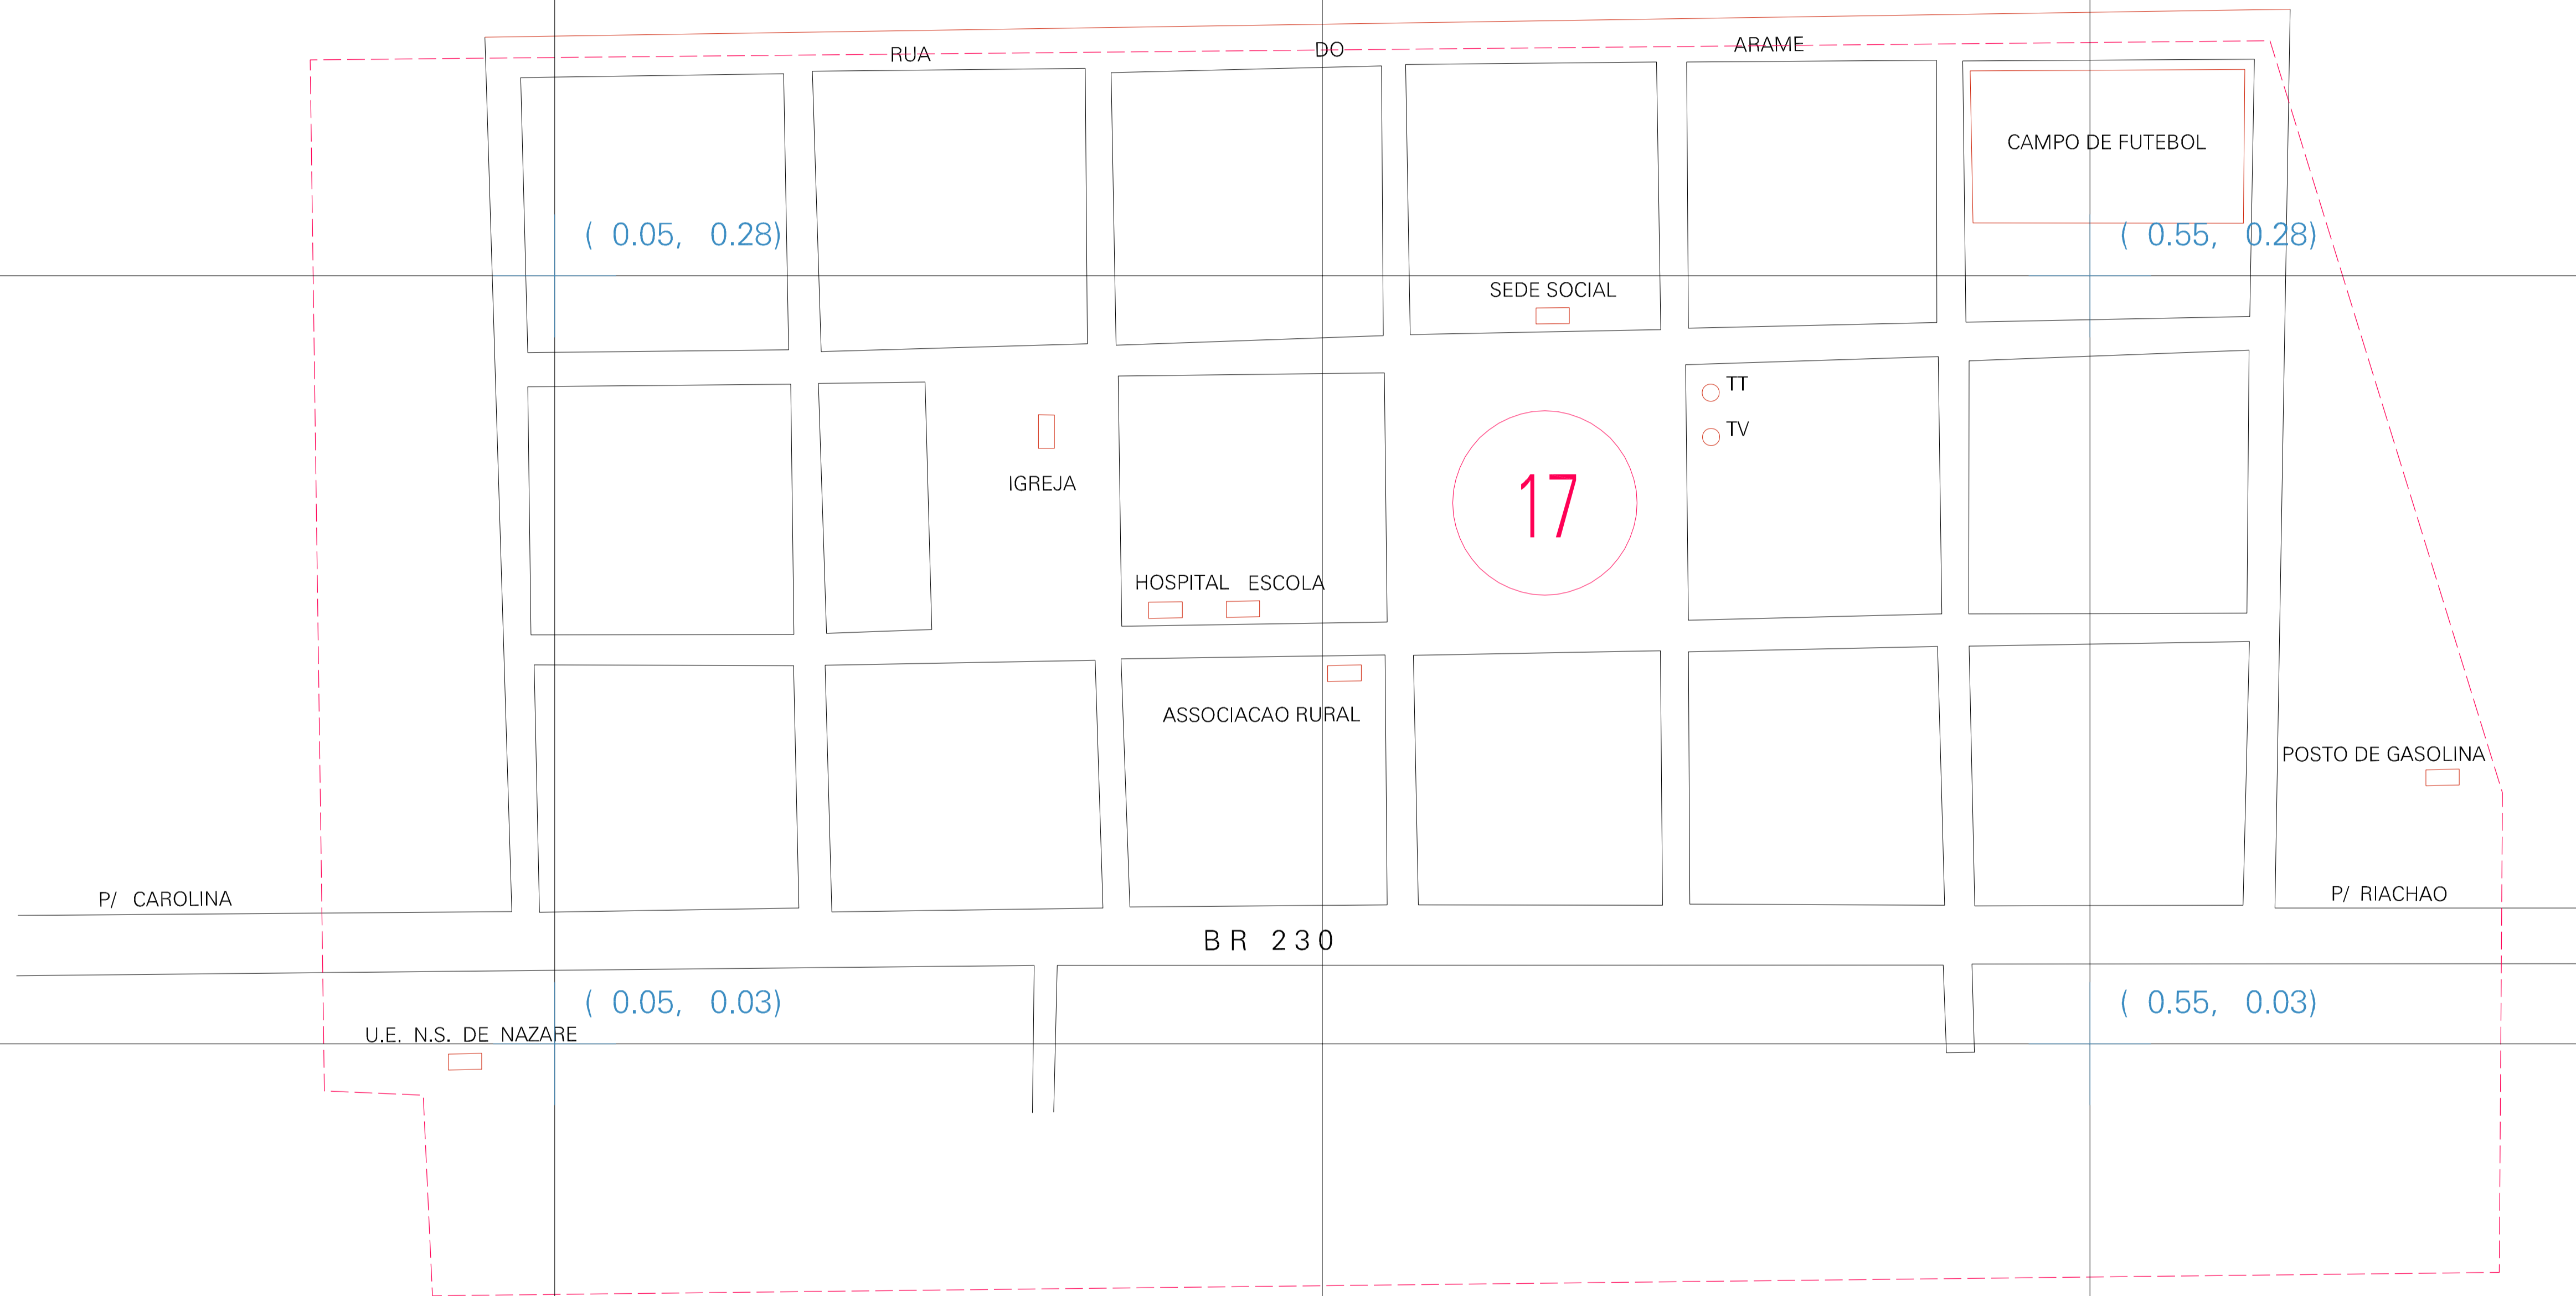 RUA DO ARAME
CAMPO DE FUTEBOL
( 0.05, 0.28)
( 0.55, 0.28)
SEDE SOCIAL
TT
TV
IGREJA
17
HOSPITAL ESCOLA
ASSOCIACAO RURAL
POSTO DE GASOLINA
P/ CAROLINA
P/ RIACHAO
BR 230
( 0.05, 0.03)
( 0.55, 0.03)
U.E. N.S. DE NAZARE